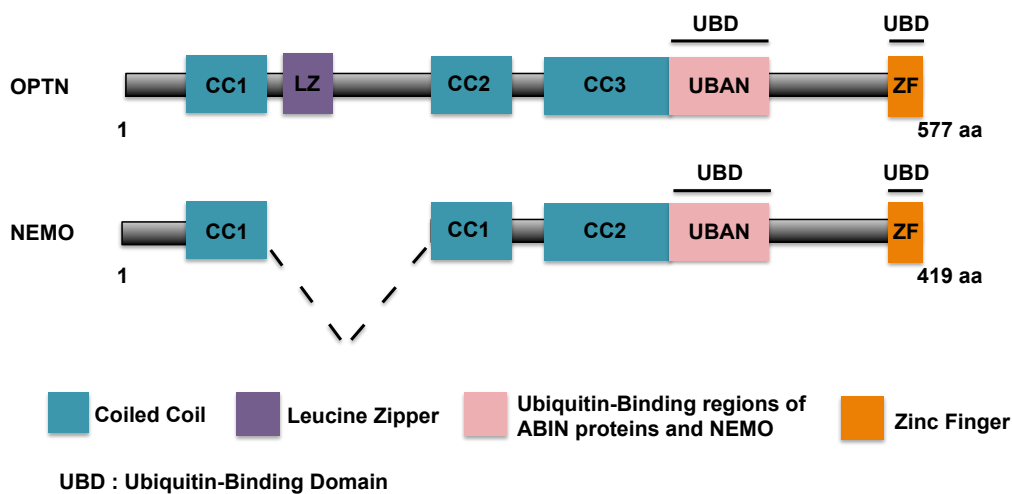 UBD UBD
OPTN CC1 LZ CC2 CC3 UBAN ZF
1 577 aa
UBD UBD
NEMO CC1 CC1 CC2 UBAN ZF
1 419 aa
Coiled Coil Leucine Zipper Ubiquitin-Binding regions of
ABIN proteins and NEMO Zinc Finger
UBD : Ubiquitin-Binding Domain